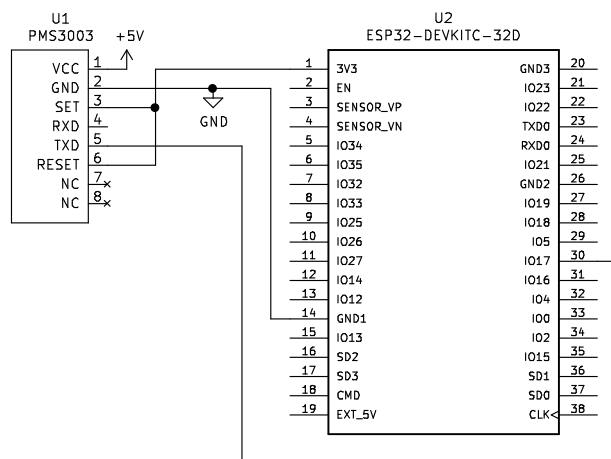 U1
PMS3003 +5V
VCC 1
GND 2
SET 3
RXD 4
TXD 5
RESET 6
NC 7
NC 8
GND
U2
ESP32-DEVKITC-32D
1 3V3 GND3 20
2 EN IO23 21
3 SENSOR_VP IO22 22
4 SENSOR_VN TXD0 23
5 IO34 RXD0 24
6 IO35 IO21 25
7 IO32 GND2 26
8 IO33 IO19 27
9 IO25 IO18 28
10 IO26 IO5 29
11 IO27 IO17 30
12 IO14 IO16 31
13 IO12 IO4 32
14 GND1 IO0 33
15 IO13 IO2 34
16 SD2 IO15 35
17 SD3 SD1 36
18 CMD SD0 37
19 EXT_5V CLK 38